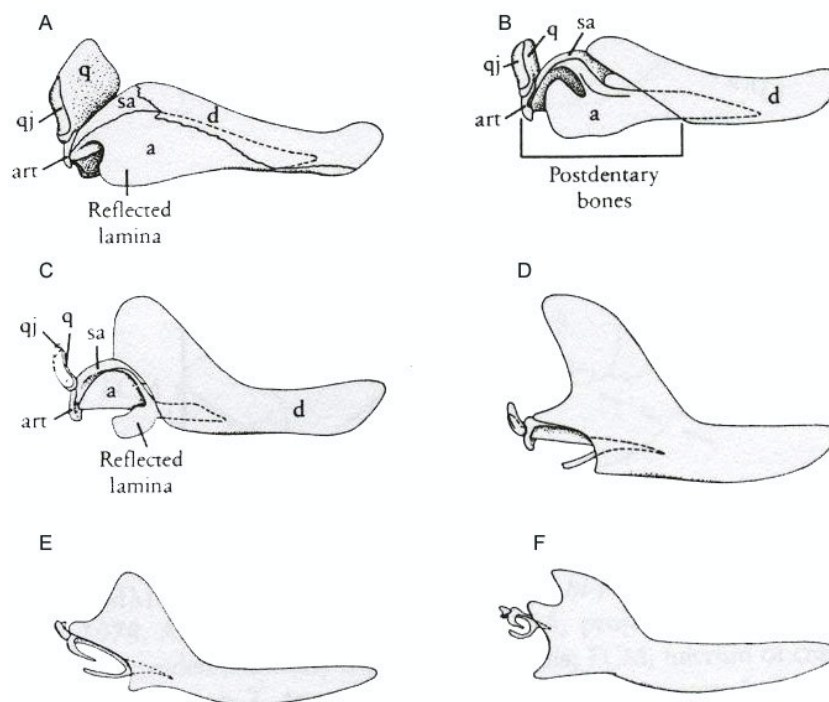 A
q
sa
d
qj
a
art
Reflected
lamina
B
q
sa
qj
art
a
d
Postdentary
bones
C
qj
q
sa
a
art
d
Reflected
lamina
D
E
F